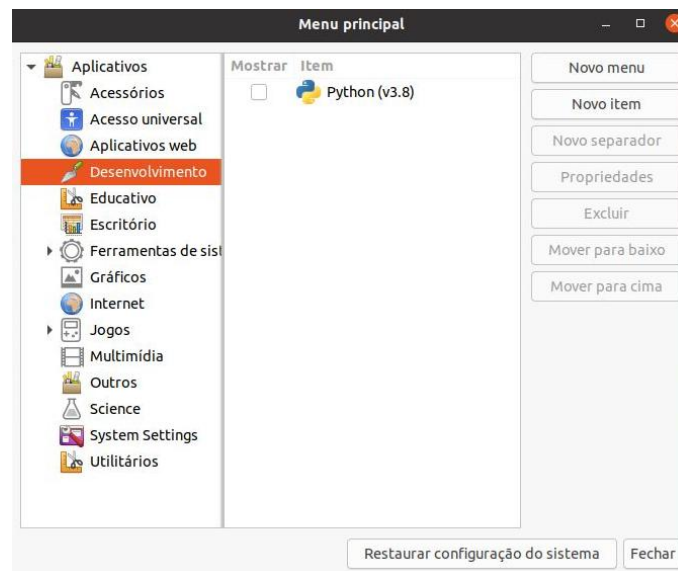 Menu principal
Aplicativos
Acessórios
Acesso universal
Aplicativos web
Desenvolvimento
Educativo
Escritório
Ferramentas de sist
Gráficos
Internet
Jogos
Multimídia
Outros
Science
System Settings
Utilitários
Mostrar Item
Python (v3.8)
Novo menu
Novo item
Novo separador
Propriedades
Excluir
Mover para baixo
Mover para cima
Restaurar configuração do sistema
Fechar